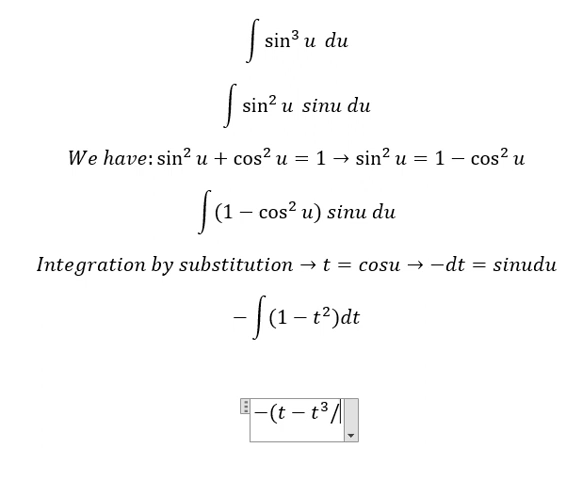 ∫ sin³ u du
∫ sin² u sinu du
We have: sin² u + cos² u = 1 → sin² u = 1 − cos² u
∫ (1 − cos² u) sinu du
Integration by substitution → t = cosu → −dt = sinudu
− ∫ (1 − t²)dt
−(t − t³/